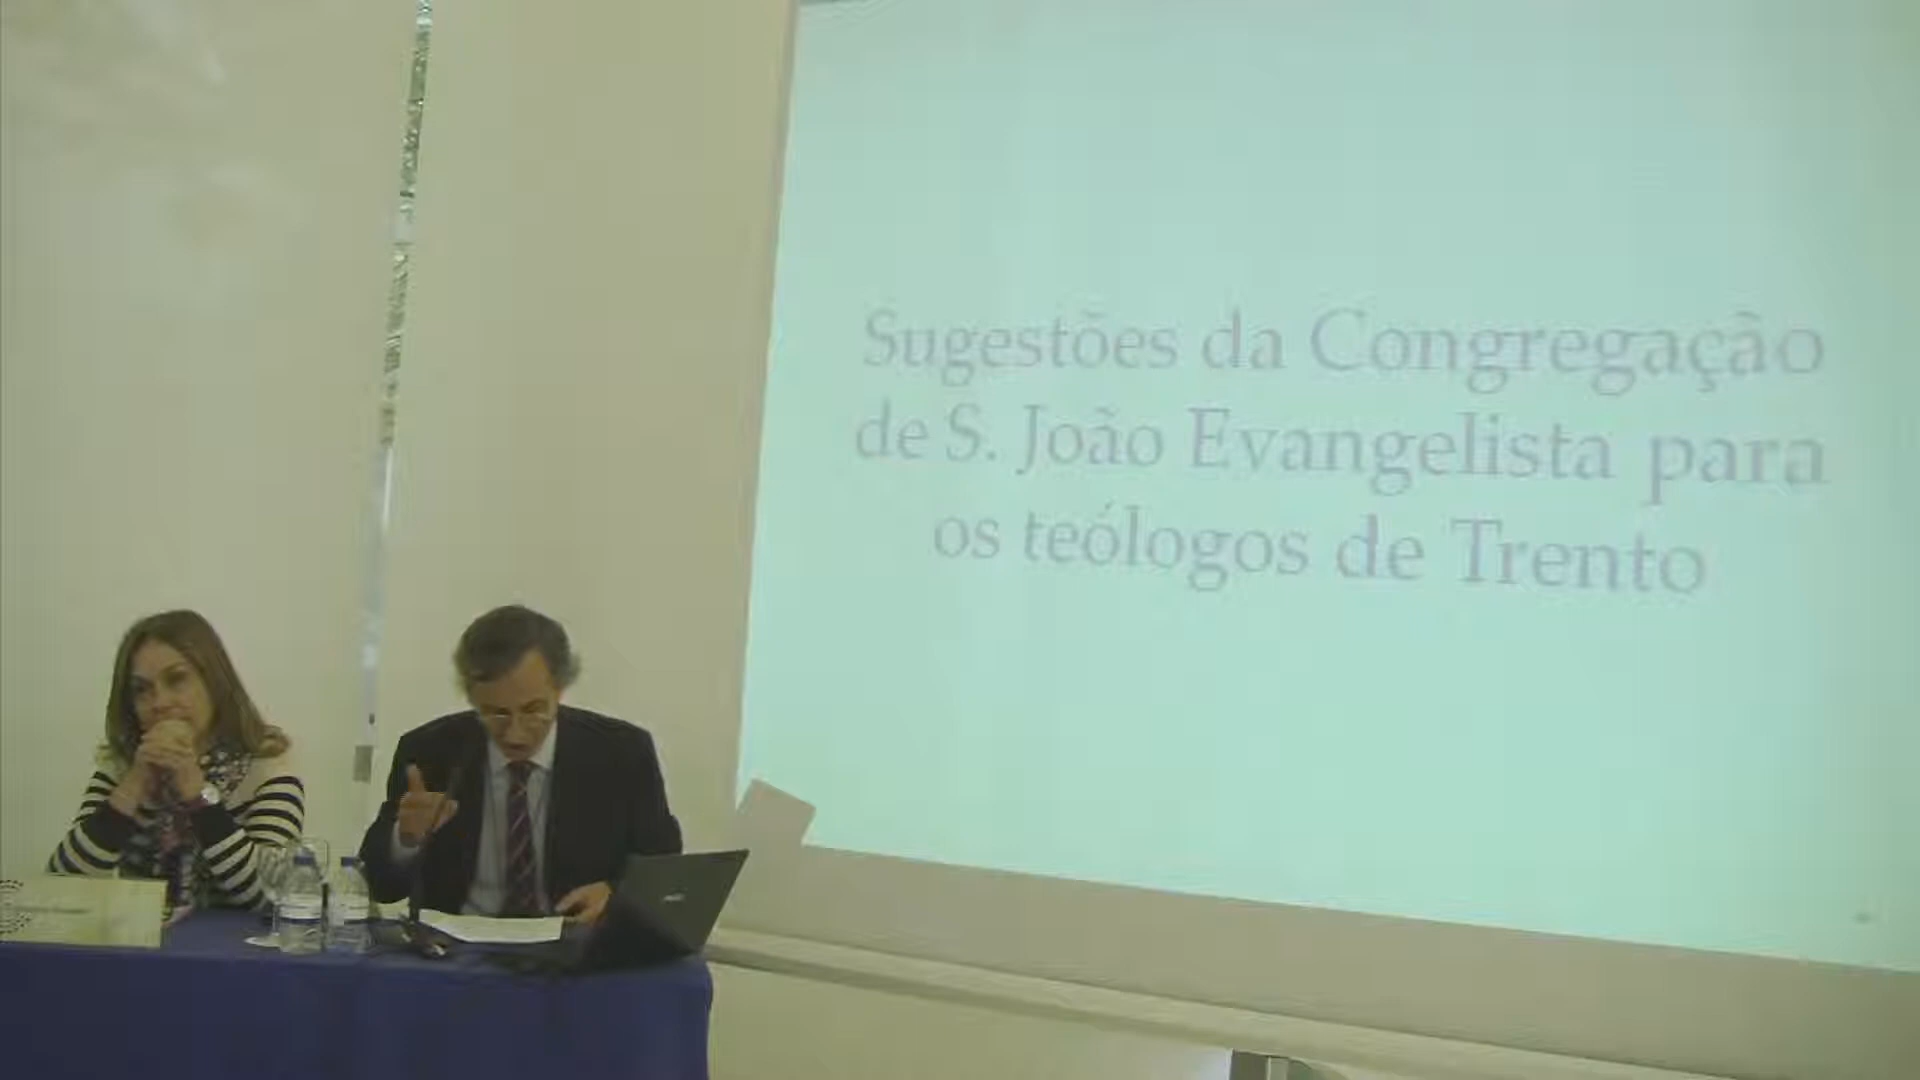 Sugestões da Congregação
de S. João Evangelista para
os teólogos de Trento